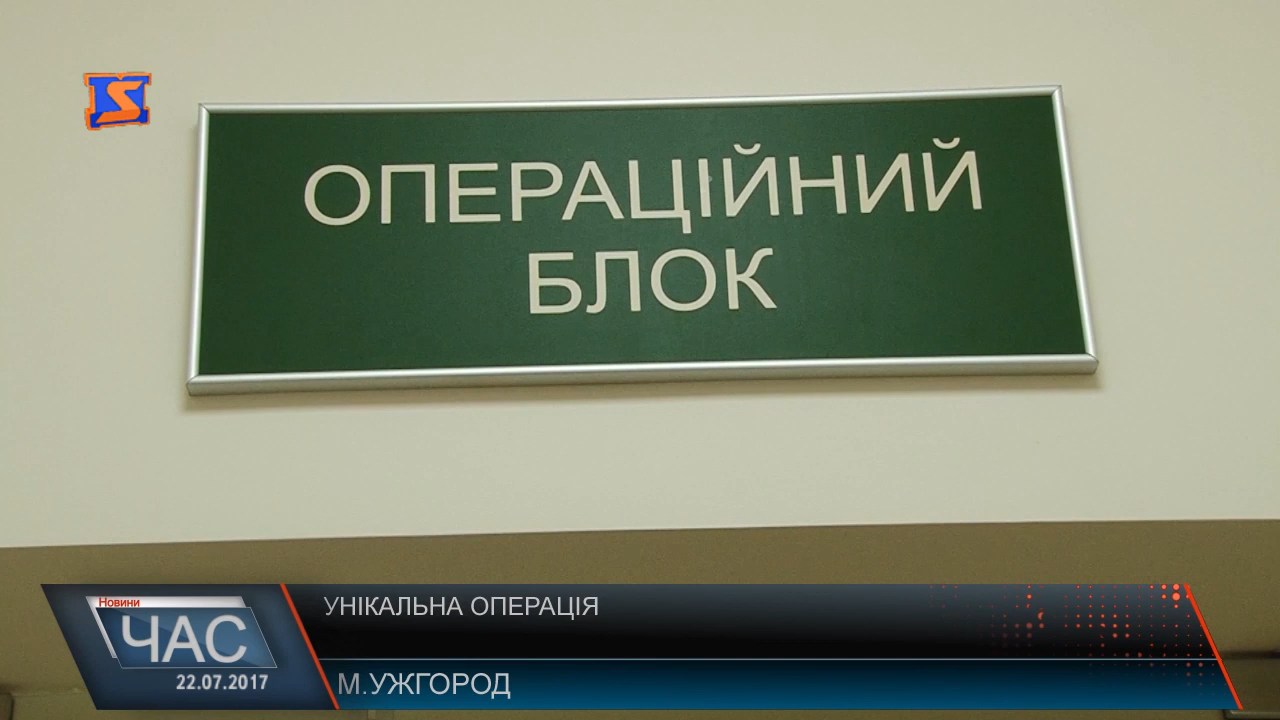 ОПЕРАЦІЙНИЙ
БЛОК
Новини
ЧАС
22.07.2017
УНІКАЛЬНА ОПЕРАЦІЯ
М.УЖГОРОД